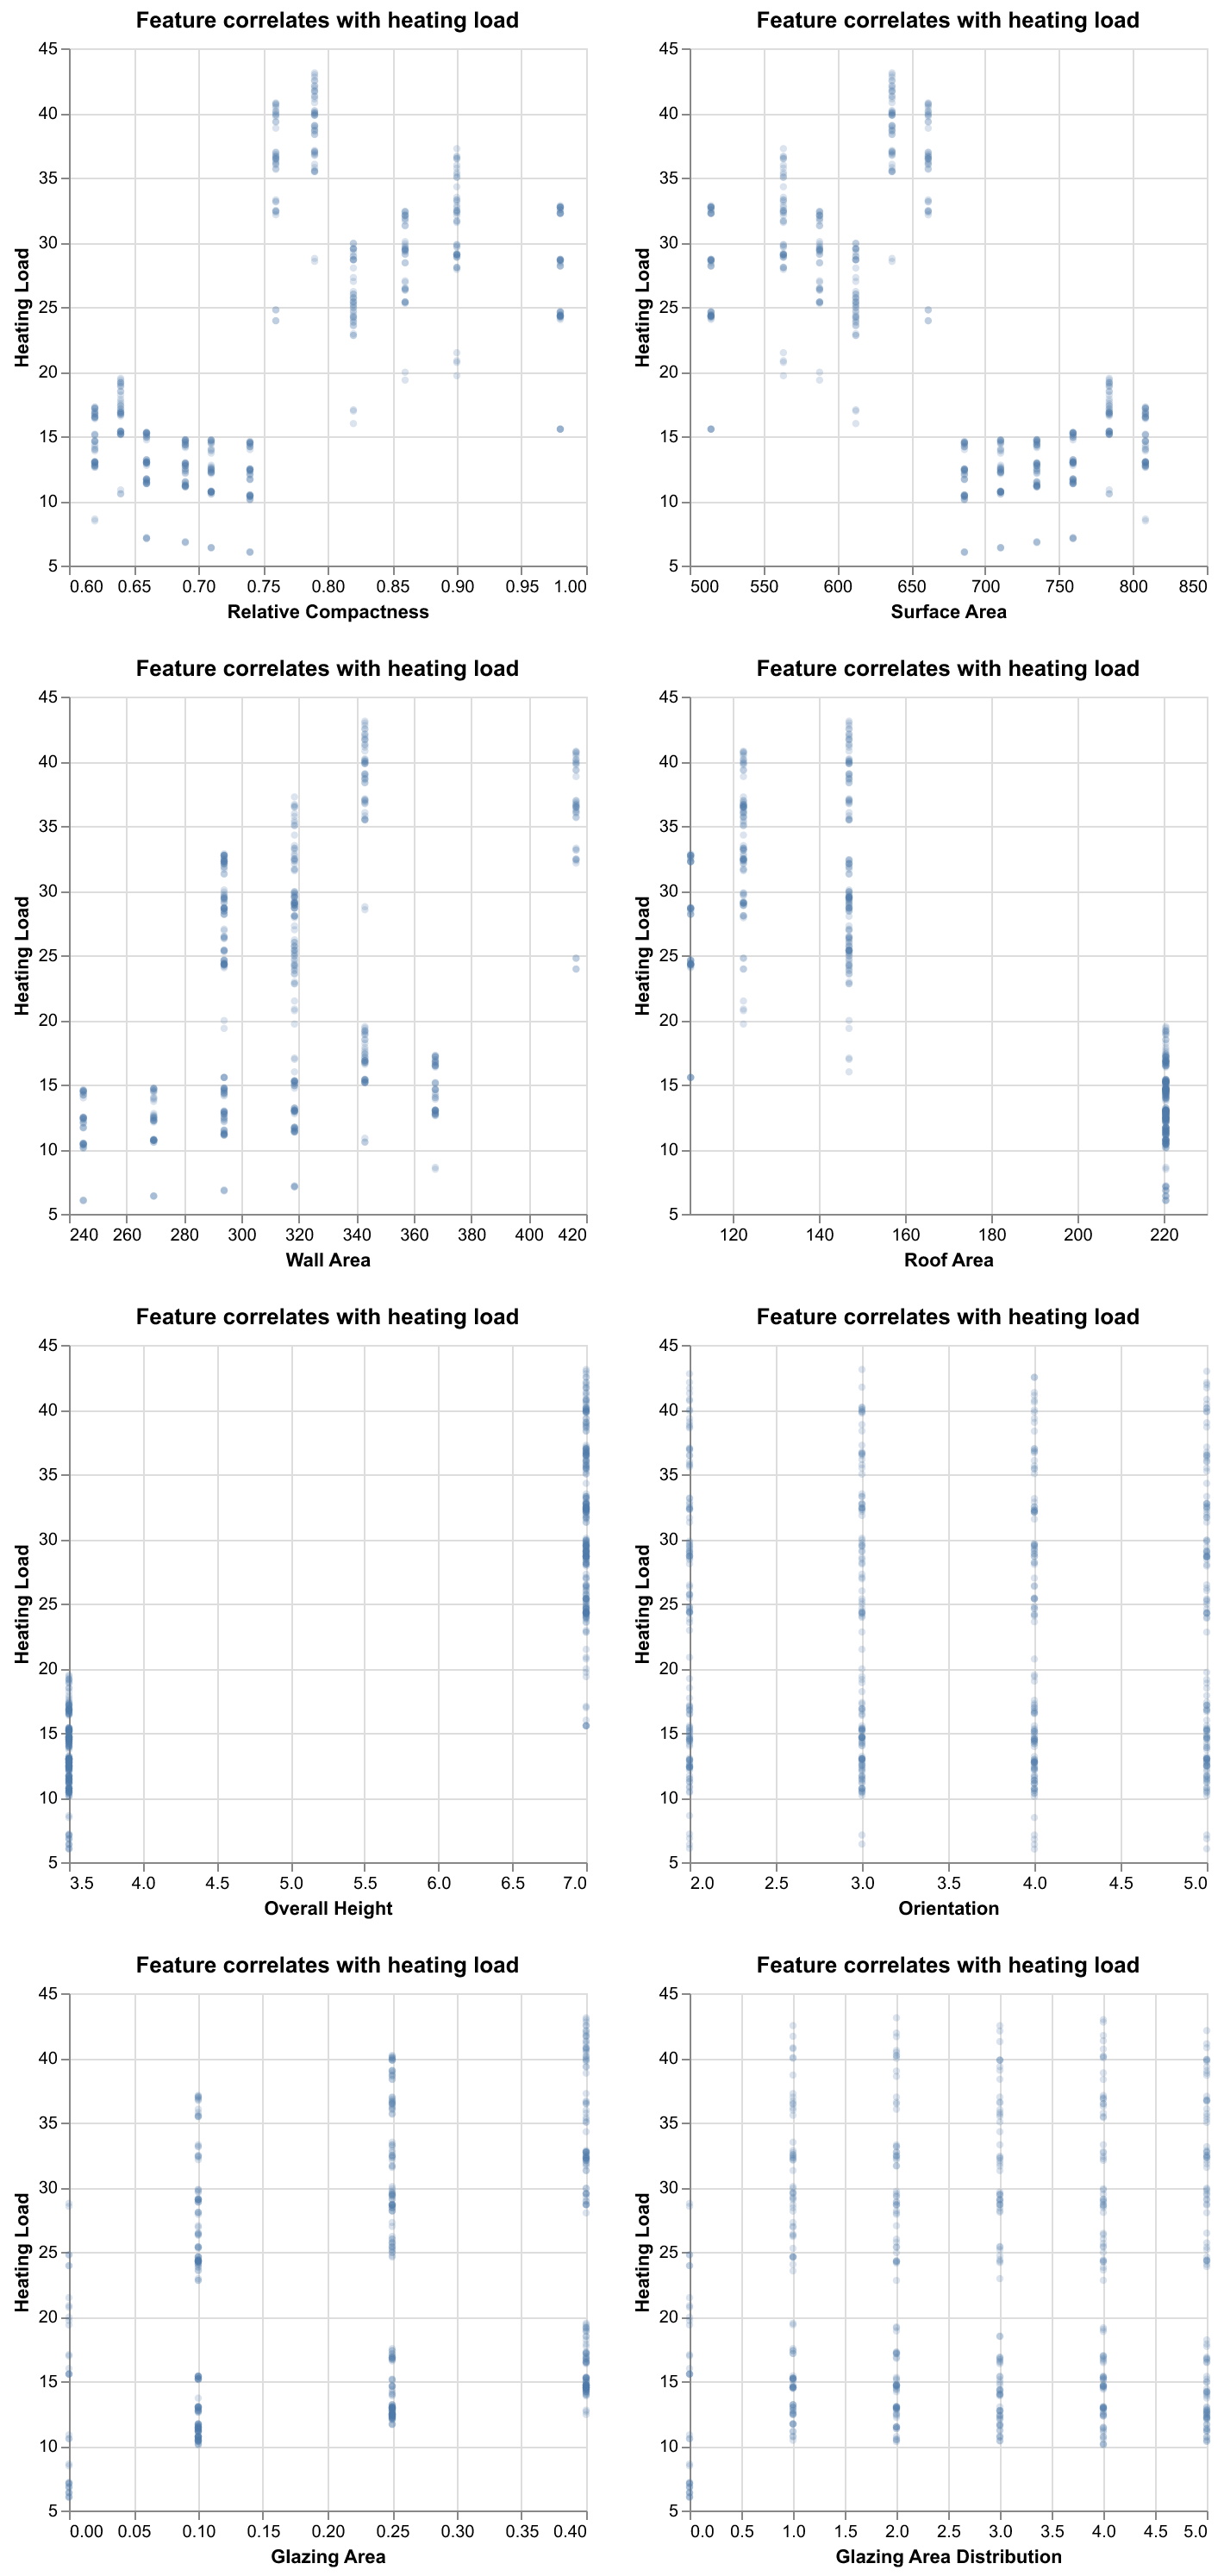 Feature correlates with heating load
45
40
35
30
25
20
15
10
5
Heating Load
0.60 0.65 0.70 0.75 0.80 0.85 0.90 0.95 1.00
Relative Compactness
Feature correlates with heating load
45
40
35
30
25
20
15
10
5
Heating Load
500 550 600 650 700 750 800 850
Surface Area
Feature correlates with heating load
45
40
35
30
25
20
15
10
5
Heating Load
240 260 280 300 320 340 360 380 400 420
Wall Area
Feature correlates with heating load
45
40
35
30
25
20
15
10
5
Heating Load
120 140 160 180 200 220
Roof Area
Feature correlates with heating load
45
40
35
30
25
20
15
10
5
Heating Load
3.5 4.0 4.5 5.0 5.5 6.0 6.5 7.0
Overall Height
Feature correlates with heating load
45
40
35
30
25
20
15
10
5
Heating Load
2.0 2.5 3.0 3.5 4.0 4.5 5.0
Orientation
Feature correlates with heating load
45
40
35
30
25
20
15
10
5
Heating Load
0.00 0.05 0.10 0.15 0.20 0.25 0.30 0.35 0.40
Glazing Area
Feature correlates with heating load
45
40
35
30
25
20
15
10
5
Heating Load
0.0 0.5 1.0 1.5 2.0 2.5 3.0 3.5 4.0 4.5 5.0
Glazing Area Distribution